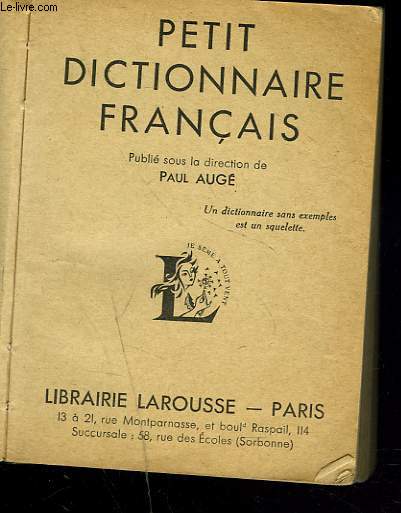 Le-livre.com
PETIT
DICTIONNAIRE
FRANÇAIS
Publié sous la direction de
PAUL AUGÉ
Un dictionnaire sans exemples
est un squelette.
JE SÈME À TOUT VENT
L
LIBRAIRIE LAROUSSE — PARIS
13 à 21, rue Montparnasse, et boulᵈ Raspail, 114
Succursale : 58, rue des Écoles (Sorbonne)